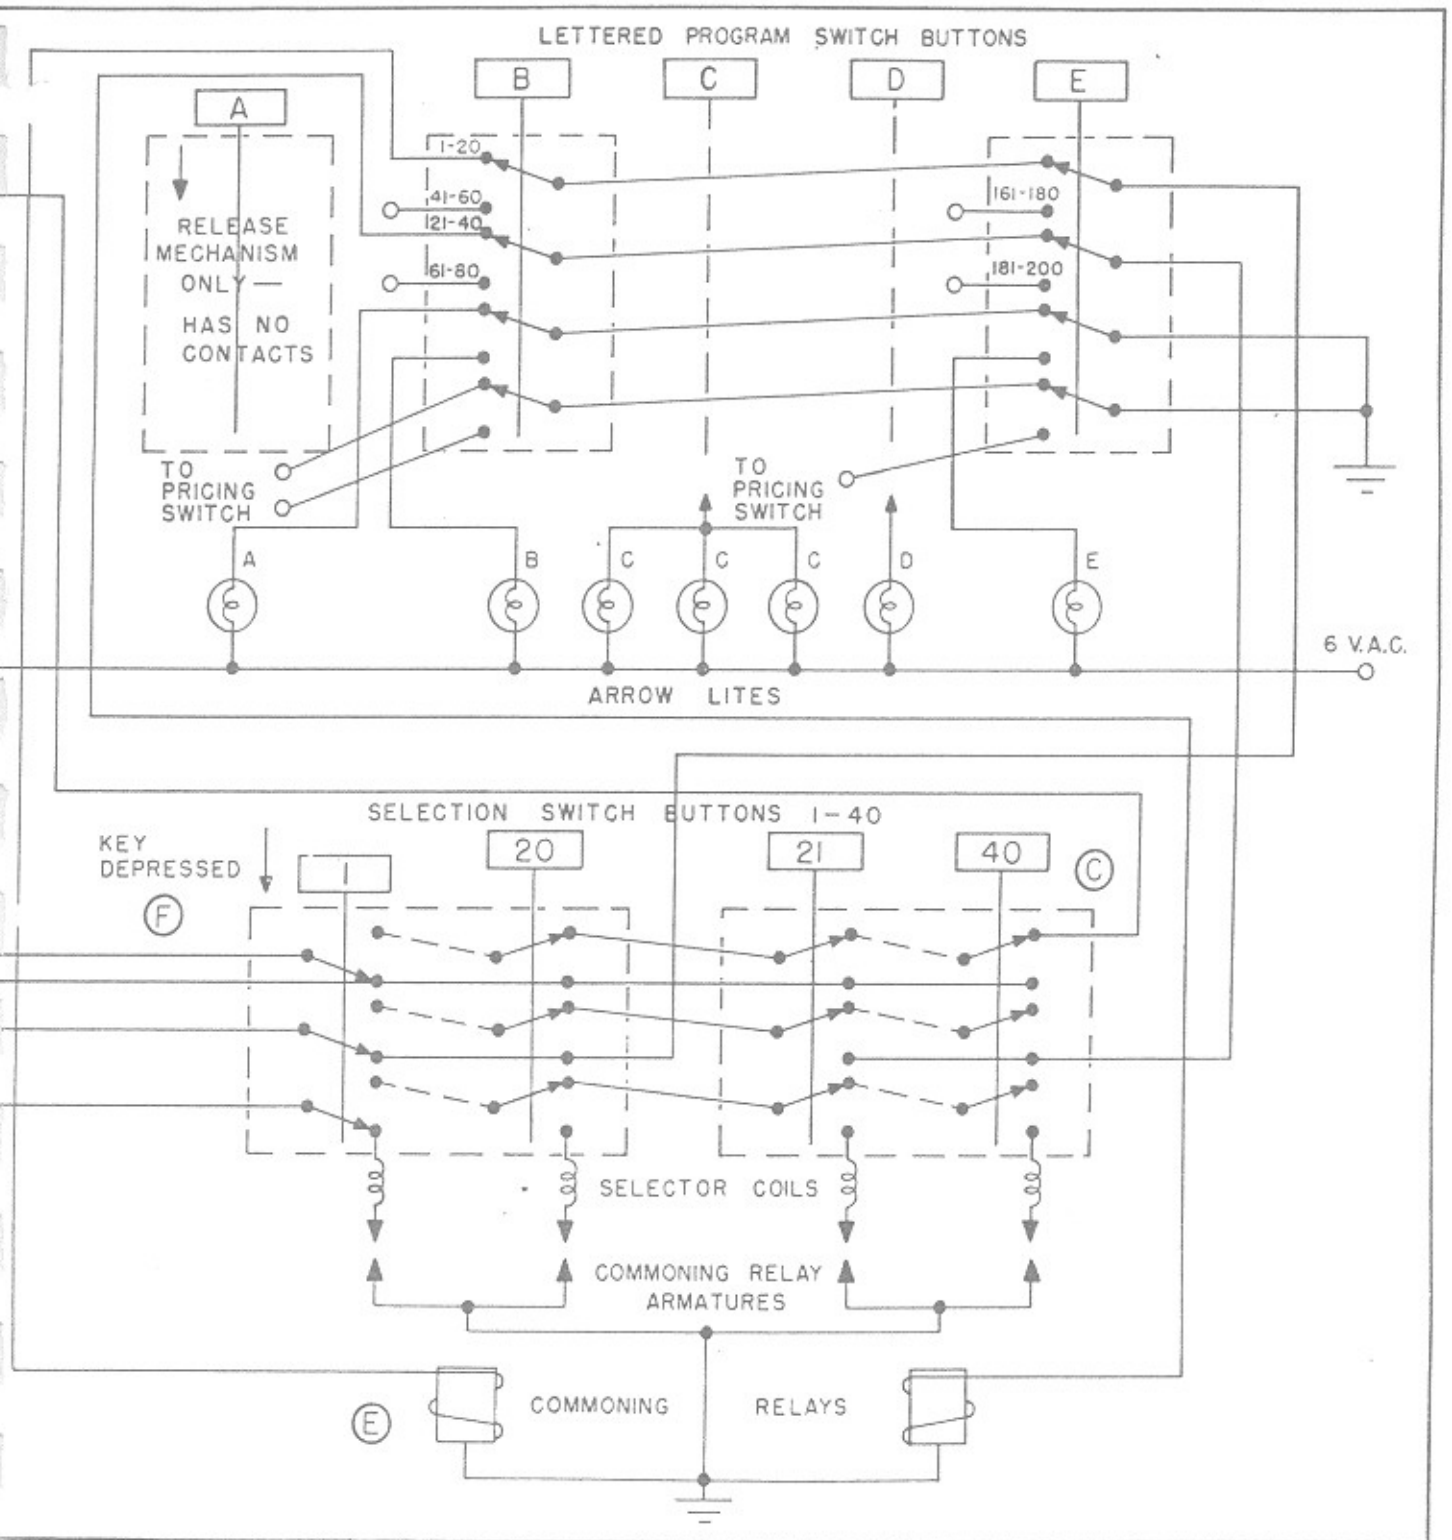 LETTERED PROGRAM SWITCH BUTTONS
A
B
C
D
E
1-20
41-60
21-40
61-80
161-180
181-200
RELEASE
MECHANISM
ONLY —
HAS NO
CONTACTS
TO
PRICING
SWITCH
TO
PRICING
SWITCH
A
B
C
C
C
D
E
6 V.A.C.
ARROW LITES
SELECTION SWITCH BUTTONS 1-40
KEY
DEPRESSED
F
1
20
21
40
C
SELECTOR COILS
COMMONING RELAY
ARMATURES
E
COMMONING RELAYS